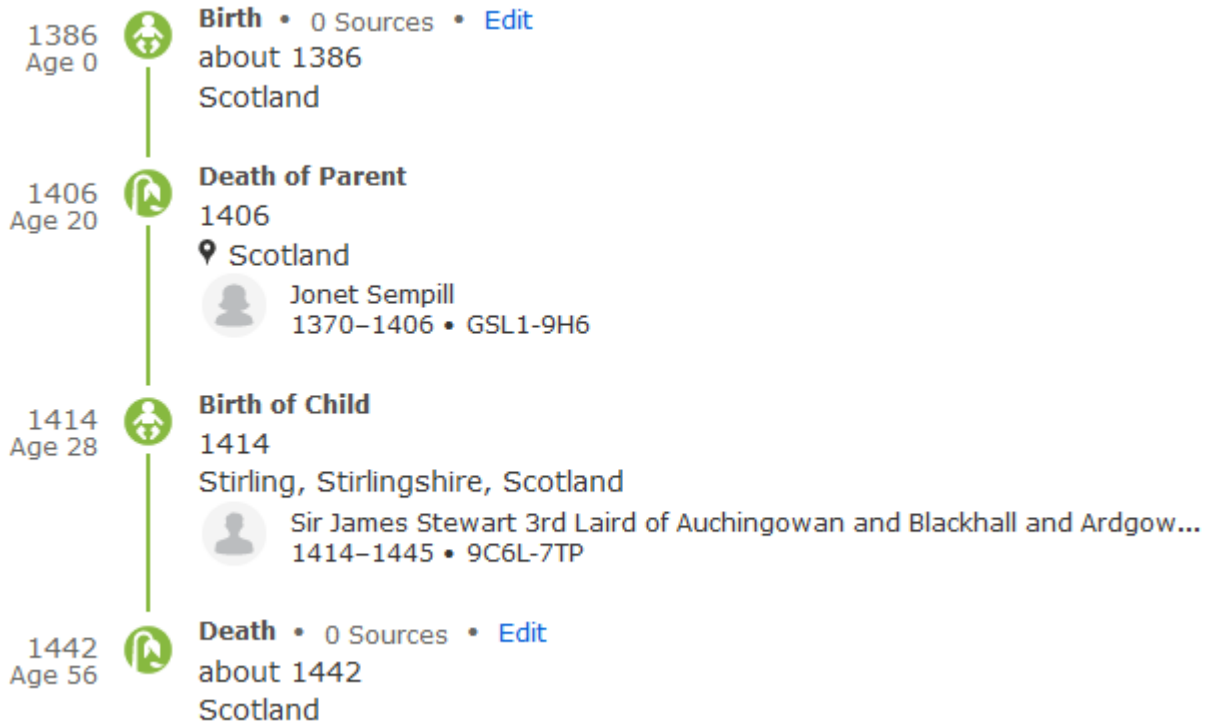 1386
Age 0
Birth • 0 Sources • Edit
about 1386
Scotland
1406
Age 20
Death of Parent
1406
Scotland
Jonet Sempill
1370–1406 • GSL1-9H6
1414
Age 28
Birth of Child
1414
Stirling, Stirlingshire, Scotland
Sir James Stewart 3rd Laird of Auchingowan and Blackhall and Ardgow...
1414–1445 • 9C6L-7TP
1442
Age 56
Death • 0 Sources • Edit
about 1442
Scotland